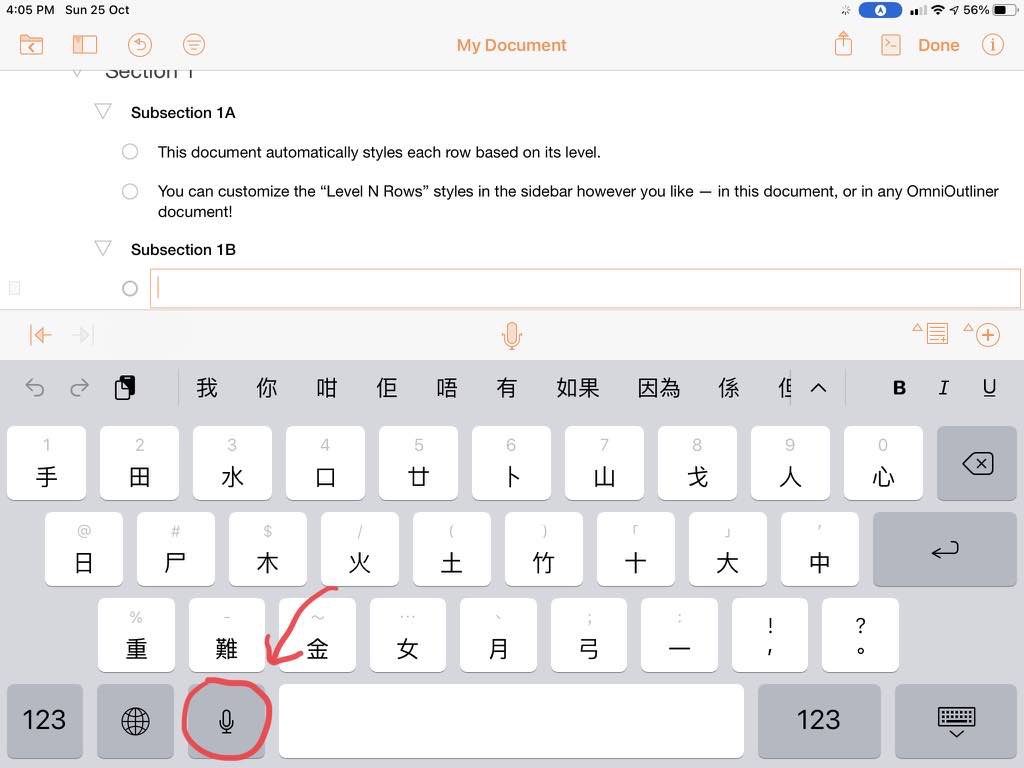 4:05 PM Sun 25 Oct 56%
My Document Done
Section 1
Subsection 1A
This document automatically styles each row based on its level.
You can customize the “Level N Rows” styles in the sidebar however you like — in this document, or in any OmniOutliner
document!
Subsection 1B
我 你 咁 佢 唔 有 如果 因為 係 B I U
1 2 3 4 5 6 7 8 9 0
手 田 水 口 廿 卜 山 戈 人 心
@ # $ / ( ) 「 」 '
日 尸 木 火 土 竹 十 大 中
% - ~ … 、 ; : ! ?
重 難 金 女 月 弓 一 , 。
123 123